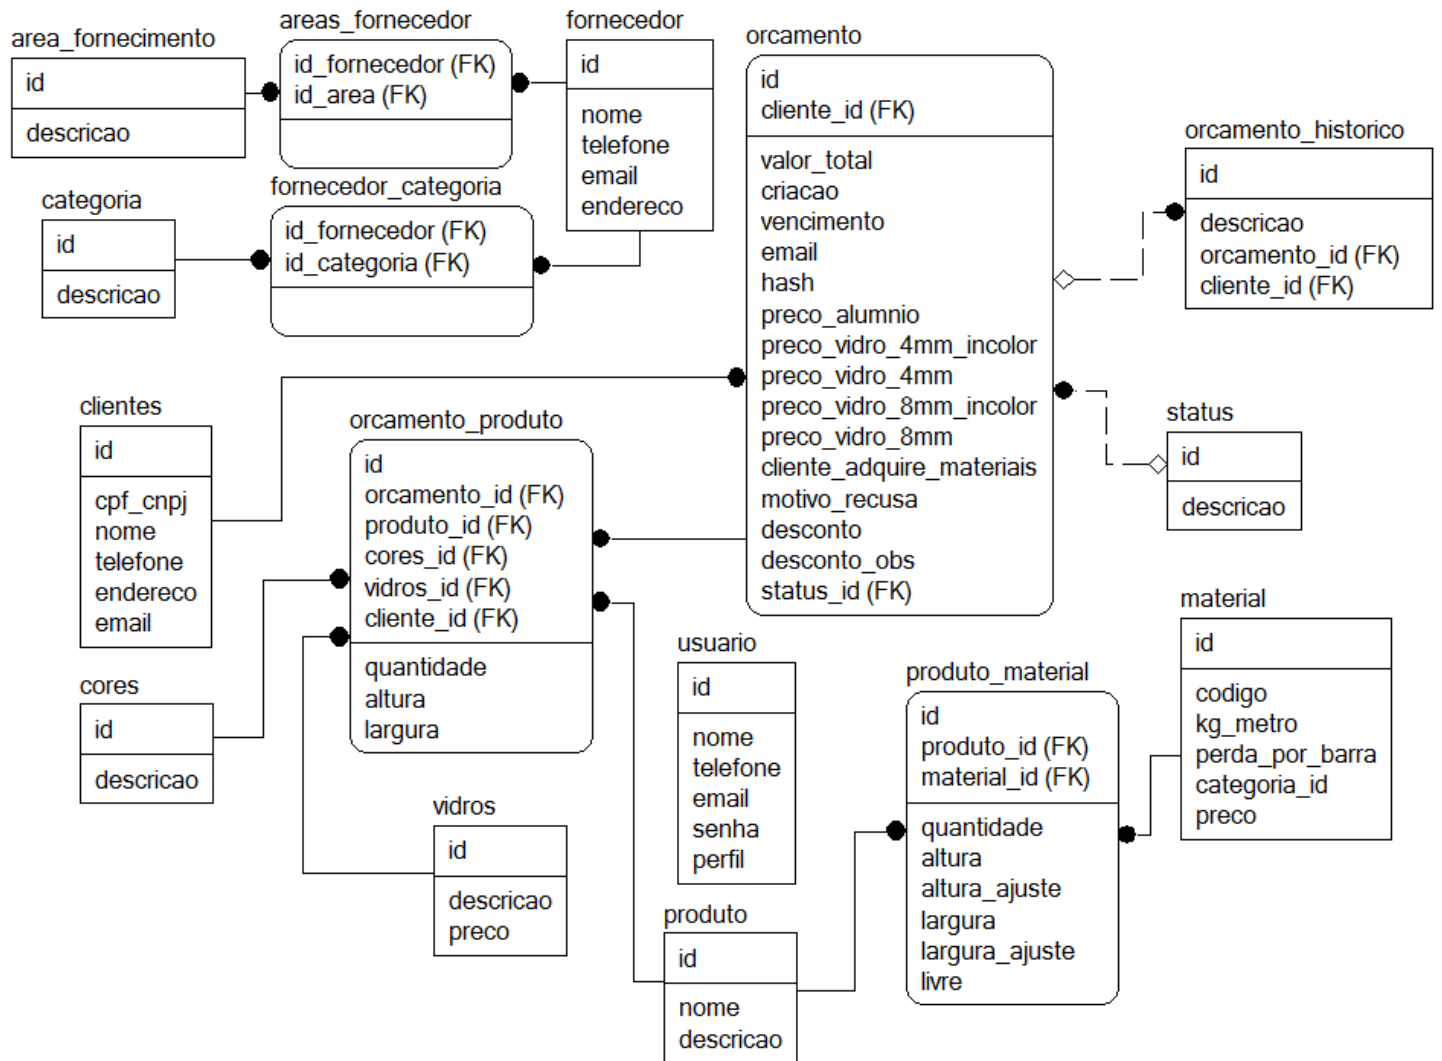 area_fornecimento
id
descricao
areas_fornecedor
id_fornecedor (FK)
id_area (FK)
fornecedor
id
nome
telefone
email
endereco
categoria
id
descricao
fornecedor_categoria
id_fornecedor (FK)
id_categoria (FK)
orcamento
id
cliente_id (FK)
valor_total
criacao
vencimento
email
hash
preco_alumnio
preco_vidro_4mm_incolor
preco_vidro_4mm
preco_vidro_8mm_incolor
preco_vidro_8mm
cliente_adquire_materiais
motivo_recusa
desconto
desconto_obs
status_id (FK)
orcamento_historico
id
descricao
orcamento_id (FK)
cliente_id (FK)
status
id
descricao
clientes
id
cpf_cnpj
nome
telefone
endereco
email
orcamento_produto
id
orcamento_id (FK)
produto_id (FK)
cores_id (FK)
vidros_id (FK)
cliente_id (FK)
quantidade
altura
largura
cores
id
descricao
vidros
id
descricao
preco
usuario
id
nome
telefone
email
senha
perfil
produto
id
nome
descricao
produto_material
id
produto_id (FK)
material_id (FK)
quantidade
altura
altura_ajuste
largura
largura_ajuste
livre
material
id
codigo
kg_metro
perda_por_barra
categoria_id
preco